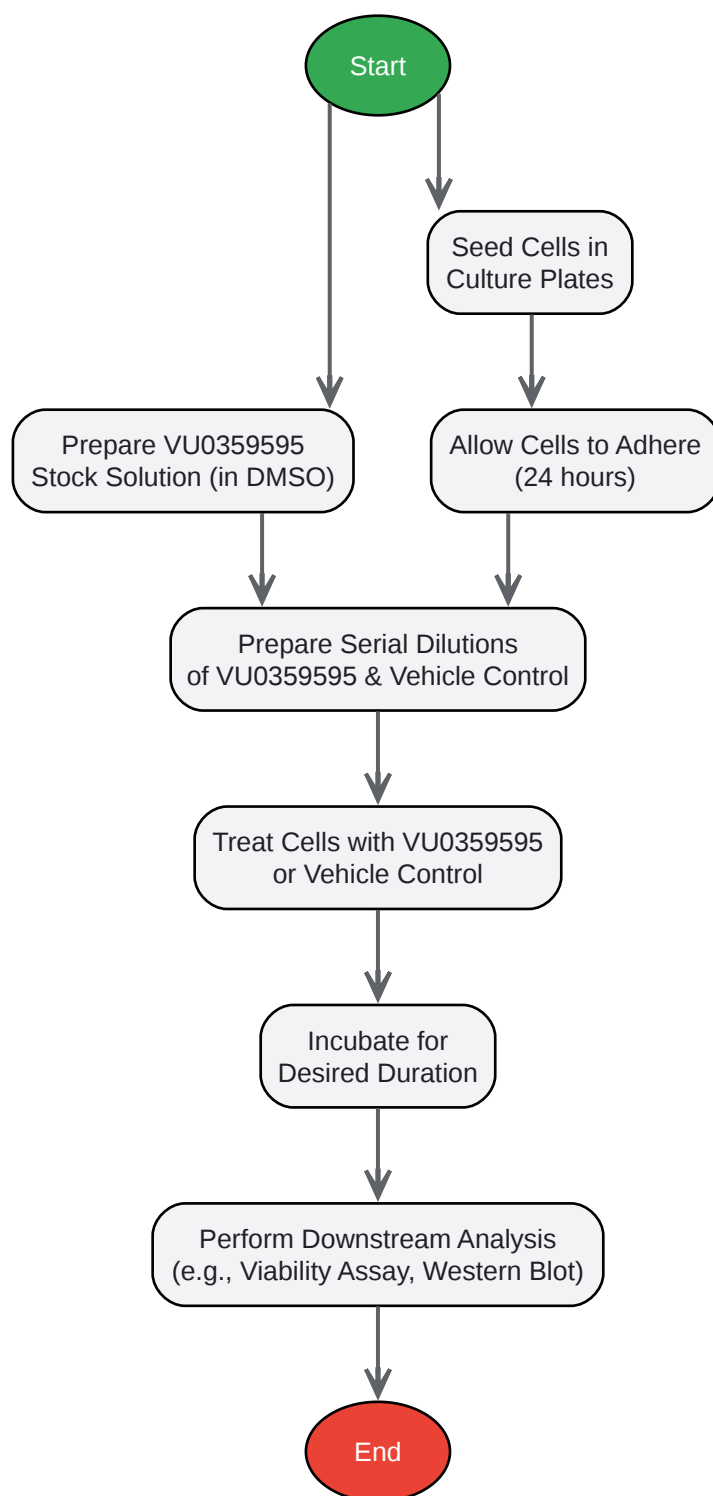 Start
Seed Cells in
Culture Plates
Prepare VU0359595
Stock Solution (in DMSO)
Allow Cells to Adhere
(24 hours)
Prepare Serial Dilutions
of VU0359595 & Vehicle Control
Treat Cells with VU0359595
or Vehicle Control
Incubate for
Desired Duration
Perform Downstream Analysis
(e.g., Viability Assay, Western Blot)
End